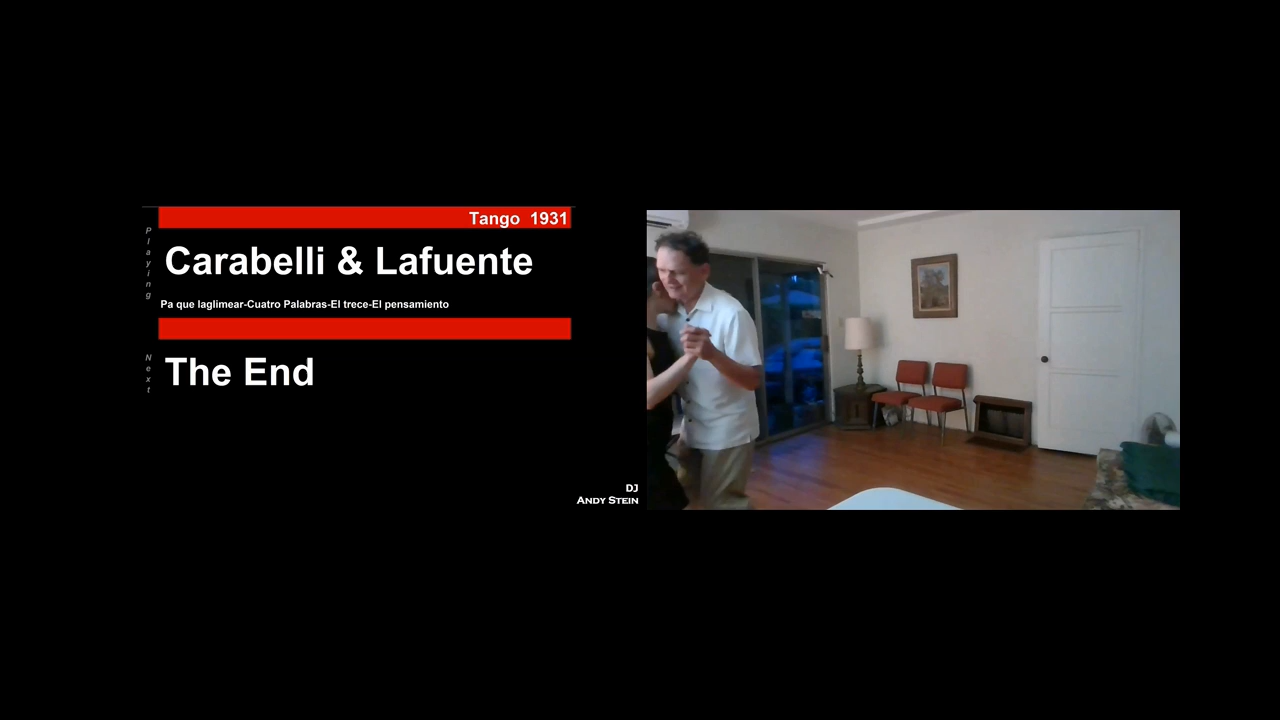 Tango 1931
Playing
Carabelli & Lafuente
Pa que laglimear-Cuatro Palabras-El trece-El pensamiento
Next
The End
DJ
Andy Stein